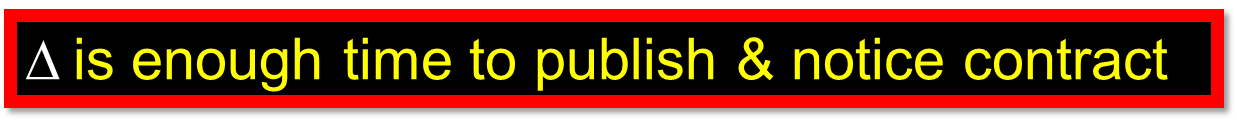 Δ is enough time to publish & notice contract